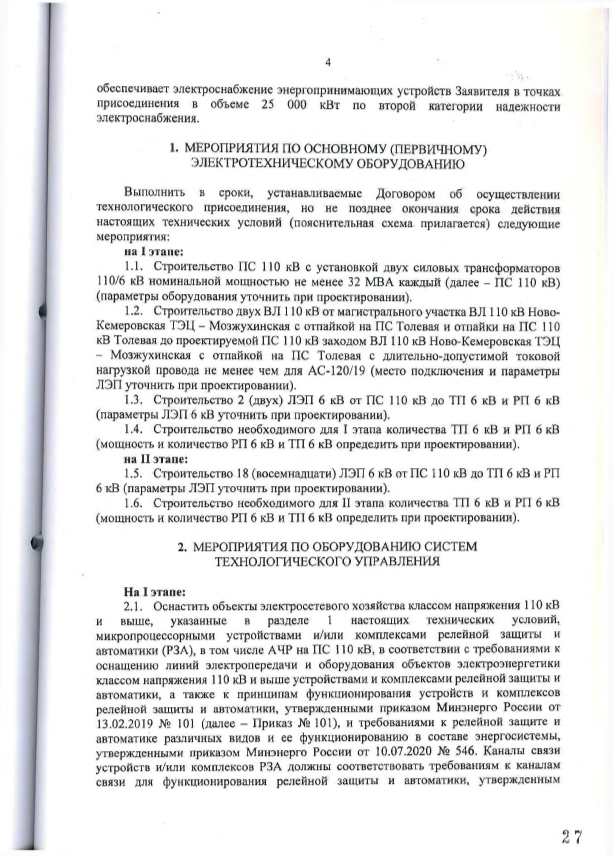 4
обеспечивает электроснабжение энергопринимающих устройств Заявителя в точках
присоединения в объеме 25 000 кВт по второй категории надежности
электроснабжения.
1. МЕРОПРИЯТИЯ ПО ОСНОВНОМУ (ПЕРВИЧНОМУ)
ЭЛЕКТРОТЕХНИЧЕСКОМУ ОБОРУДОВАНИЮ
Выполнить в сроки, устанавливаемые Договором об осуществлении
технологического присоединения, но не позднее окончания срока действия
настоящих технических условий (пояснительная схема прилагается) следующие
мероприятия:
на I этапе:
1.1. Строительство ПС 110 кВ с установкой двух силовых трансформаторов
110/6 кВ номинальной мощностью не менее 32 МВА каждый (далее – ПС 110 кВ)
(параметры оборудования уточнить при проектировании).
1.2. Строительство двух ВЛ 110 кВ от магистрального участка ВЛ 110 кВ Ново-
Кемеровская ТЭЦ – Мозжухинская с отпайкой на ПС Толевая и отпайки на ПС 110
кВ Толевая до проектируемой ПС 110 кВ заходом ВЛ 110 кВ Ново-Кемеровская ТЭЦ
– Мозжухинская с отпайкой на ПС Толевая с длительно-допустимой токовой
нагрузкой провода не менее чем для АС-120/19 (место подключения и параметры
ЛЭП уточнить при проектировании).
1.3. Строительство 2 (двух) ЛЭП 6 кВ от ПС 110 кВ до ТП 6 кВ и РП 6 кВ
(параметры ЛЭП 6 кВ уточнить при проектировании).
1.4. Строительство необходимого для I этапа количества ТП 6 кВ и РП 6 кВ
(мощность и количество РП 6 кВ и ТП 6 кВ определить при проектировании).
на II этапе:
1.5. Строительство 18 (восемнадцати) ЛЭП 6 кВ от ПС 110 кВ до ТП 6 кВ и РП
6 кВ (параметры ЛЭП уточнить при проектировании).
1.6. Строительство необходимого для II этапа количества ТП 6 кВ и РП 6 кВ
(мощность и количество РП 6 кВ и ТП 6 кВ определить при проектировании).
2. МЕРОПРИЯТИЯ ПО ОБОРУДОВАНИЮ СИСТЕМ
ТЕХНОЛОГИЧЕСКОГО УПРАВЛЕНИЯ
На I этапе:
2.1. Оснастить объекты электросетевого хозяйства классом напряжения 110 кВ
и выше, указанные в разделе 1 настоящих технических условий,
микропроцессорными устройствами и/или комплексами релейной защиты и
автоматики (РЗА), в том числе АЧР на ПС 110 кВ, в соответствии с требованиями к
оснащению линий электропередачи и оборудования объектов электроэнергетики
классом напряжения 110 кВ и выше устройствами и комплексами релейной защиты и
автоматики, а также к принципам функционирования устройств и комплексов
релейной защиты и автоматики, утвержденными приказом Минэнерго России от
13.02.2019 № 101 (далее – Приказ № 101), и требованиями к релейной защите и
автоматике различных видов и ее функционированию в составе энергосистемы,
утвержденными приказом Минэнерго России от 10.07.2020 № 546. Каналы связи
устройств и/или комплексов РЗА должны соответствовать требованиям к каналам
связи для функционирования релейной защиты и автоматики, утвержденным
27